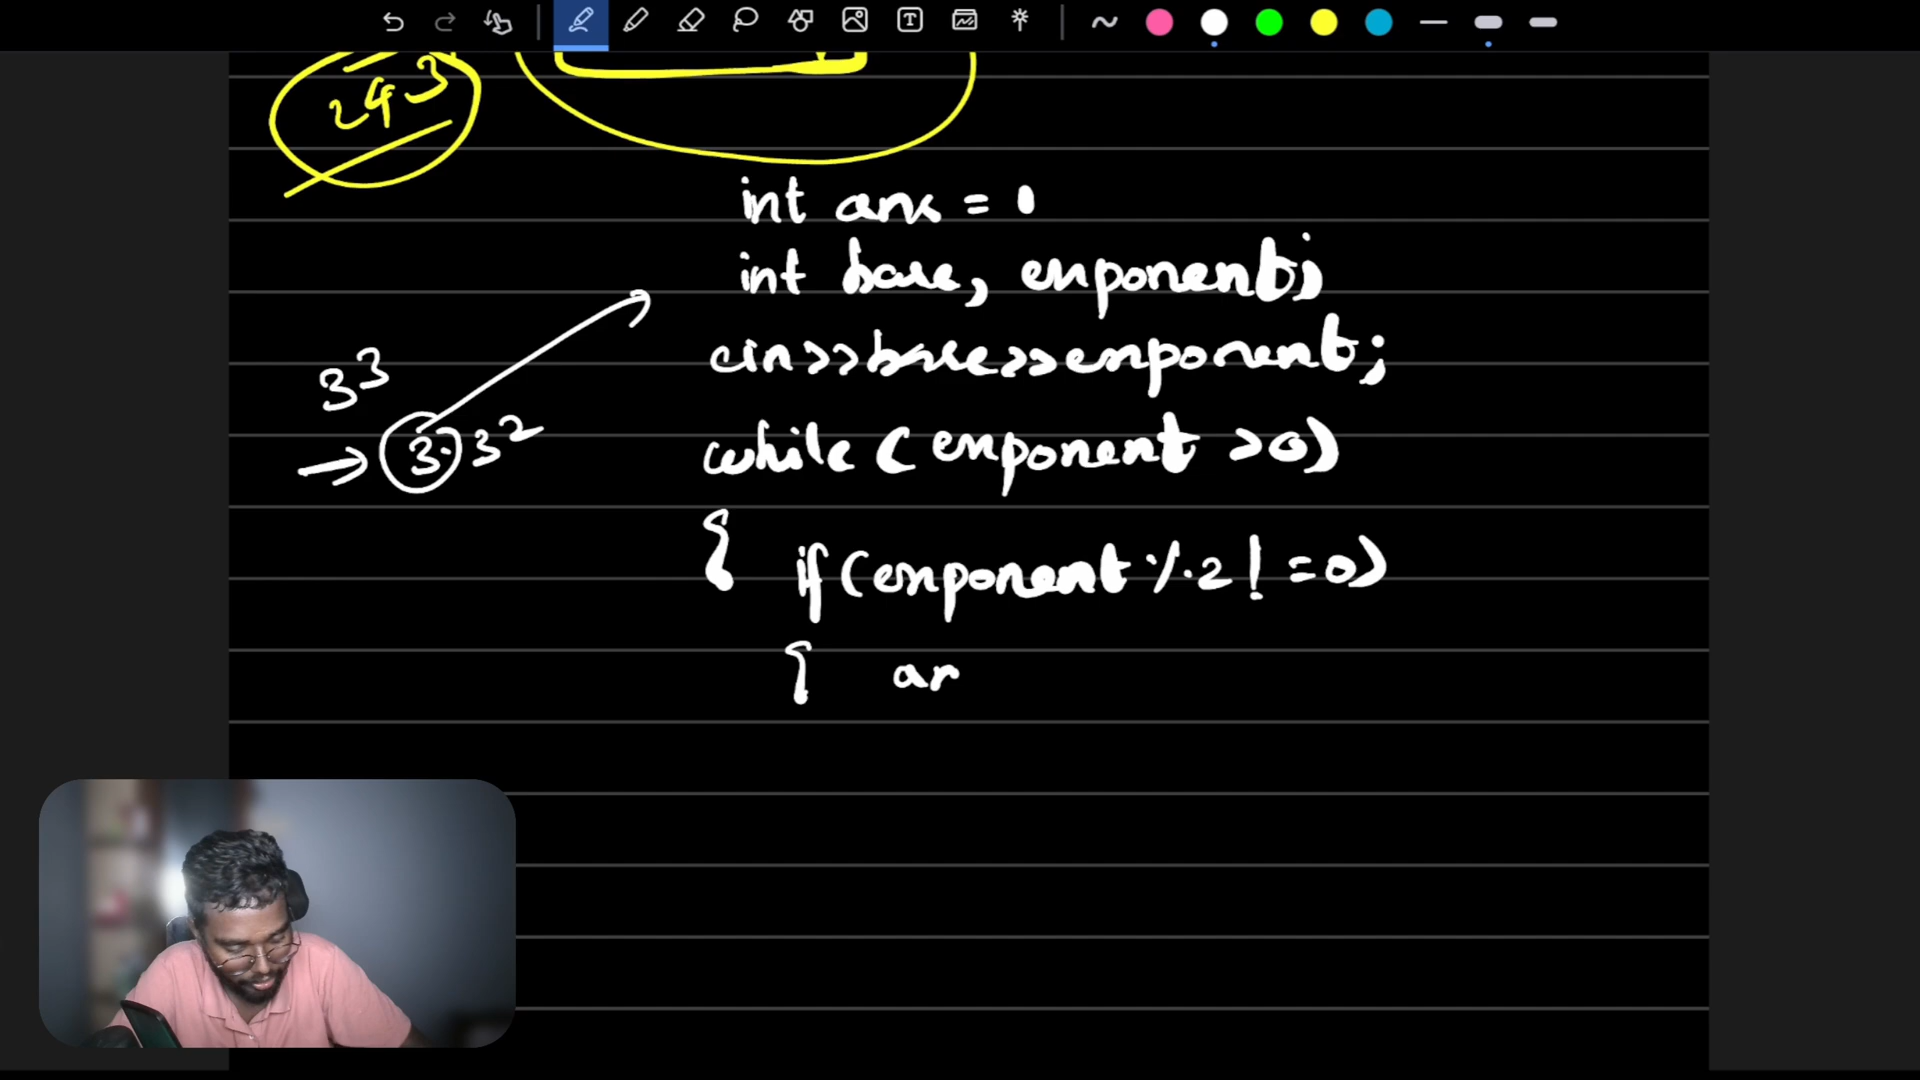 243
int ans = 0
int base, exponent;
cin>>base>>exponent;
3³
→ 3·3²
while (exponent >0)
{ if (exponent %2 != 0)
{ an